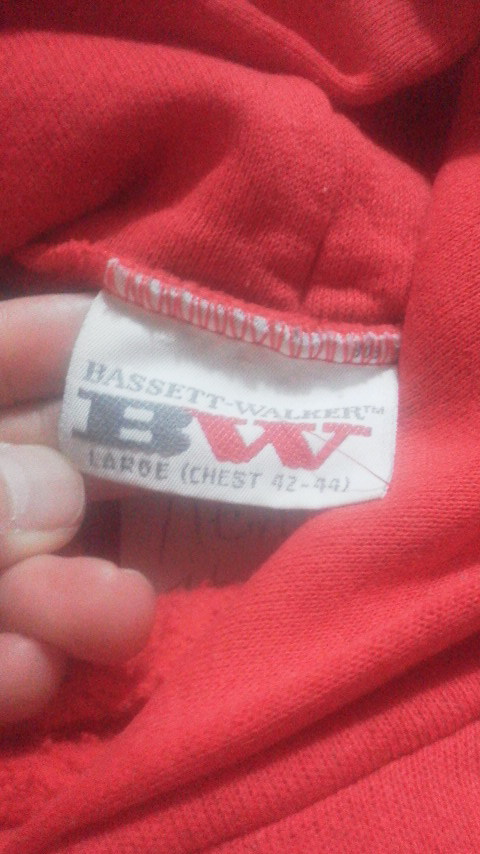 BASSETT-WALKER™
BW
LARGE (CHEST 42-44)